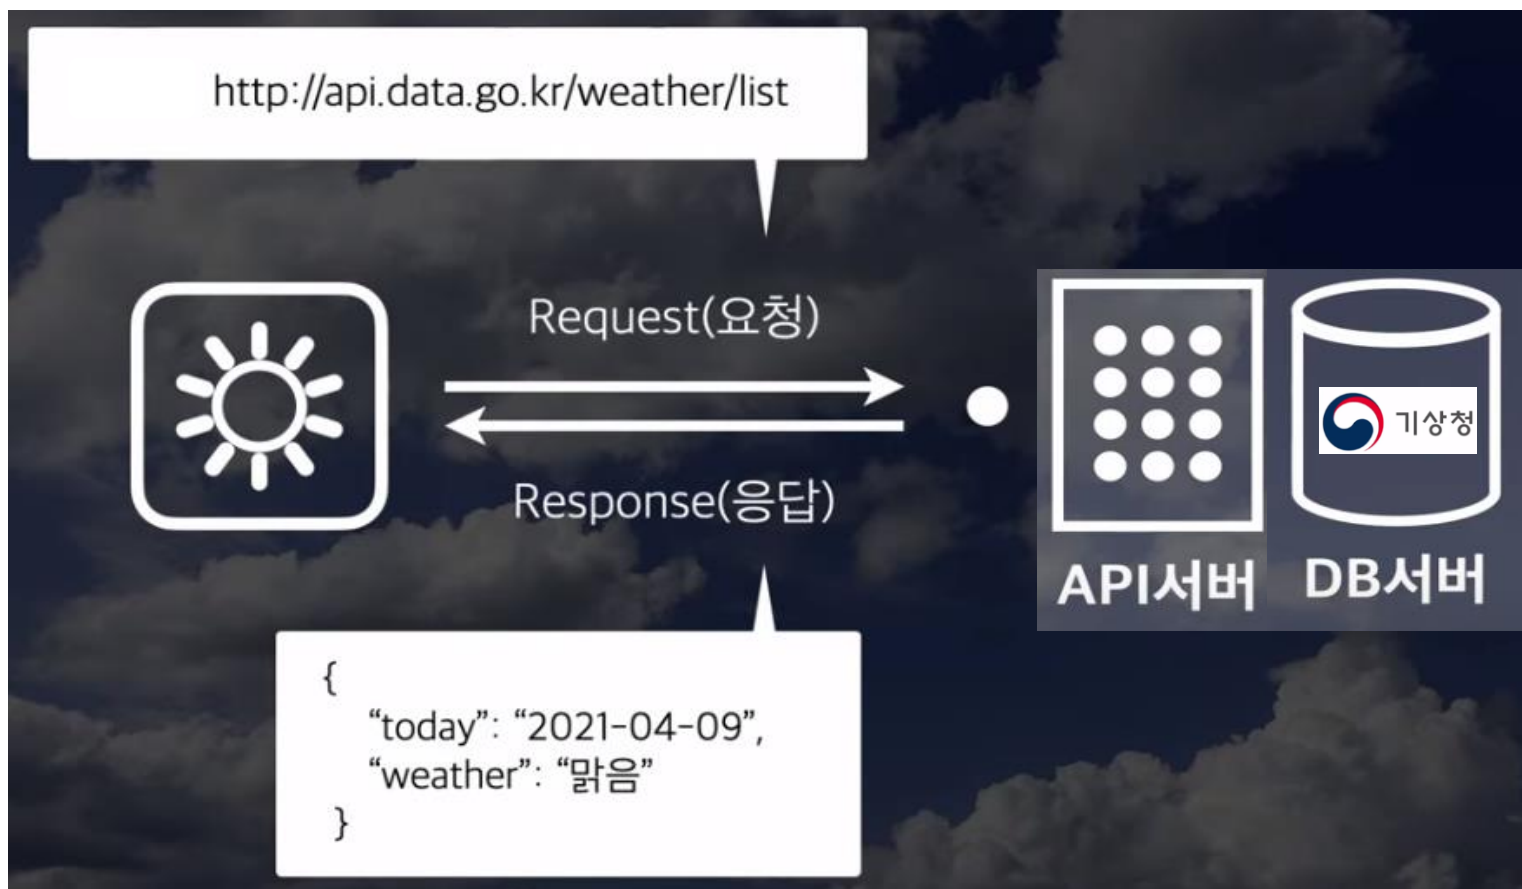 http://api.data.go.kr/weather/list
Request(요청)
Response(응답)
기상청
API서버
DB서버
{
“today”: “2021-04-09”,
“weather”: “맑음”
}